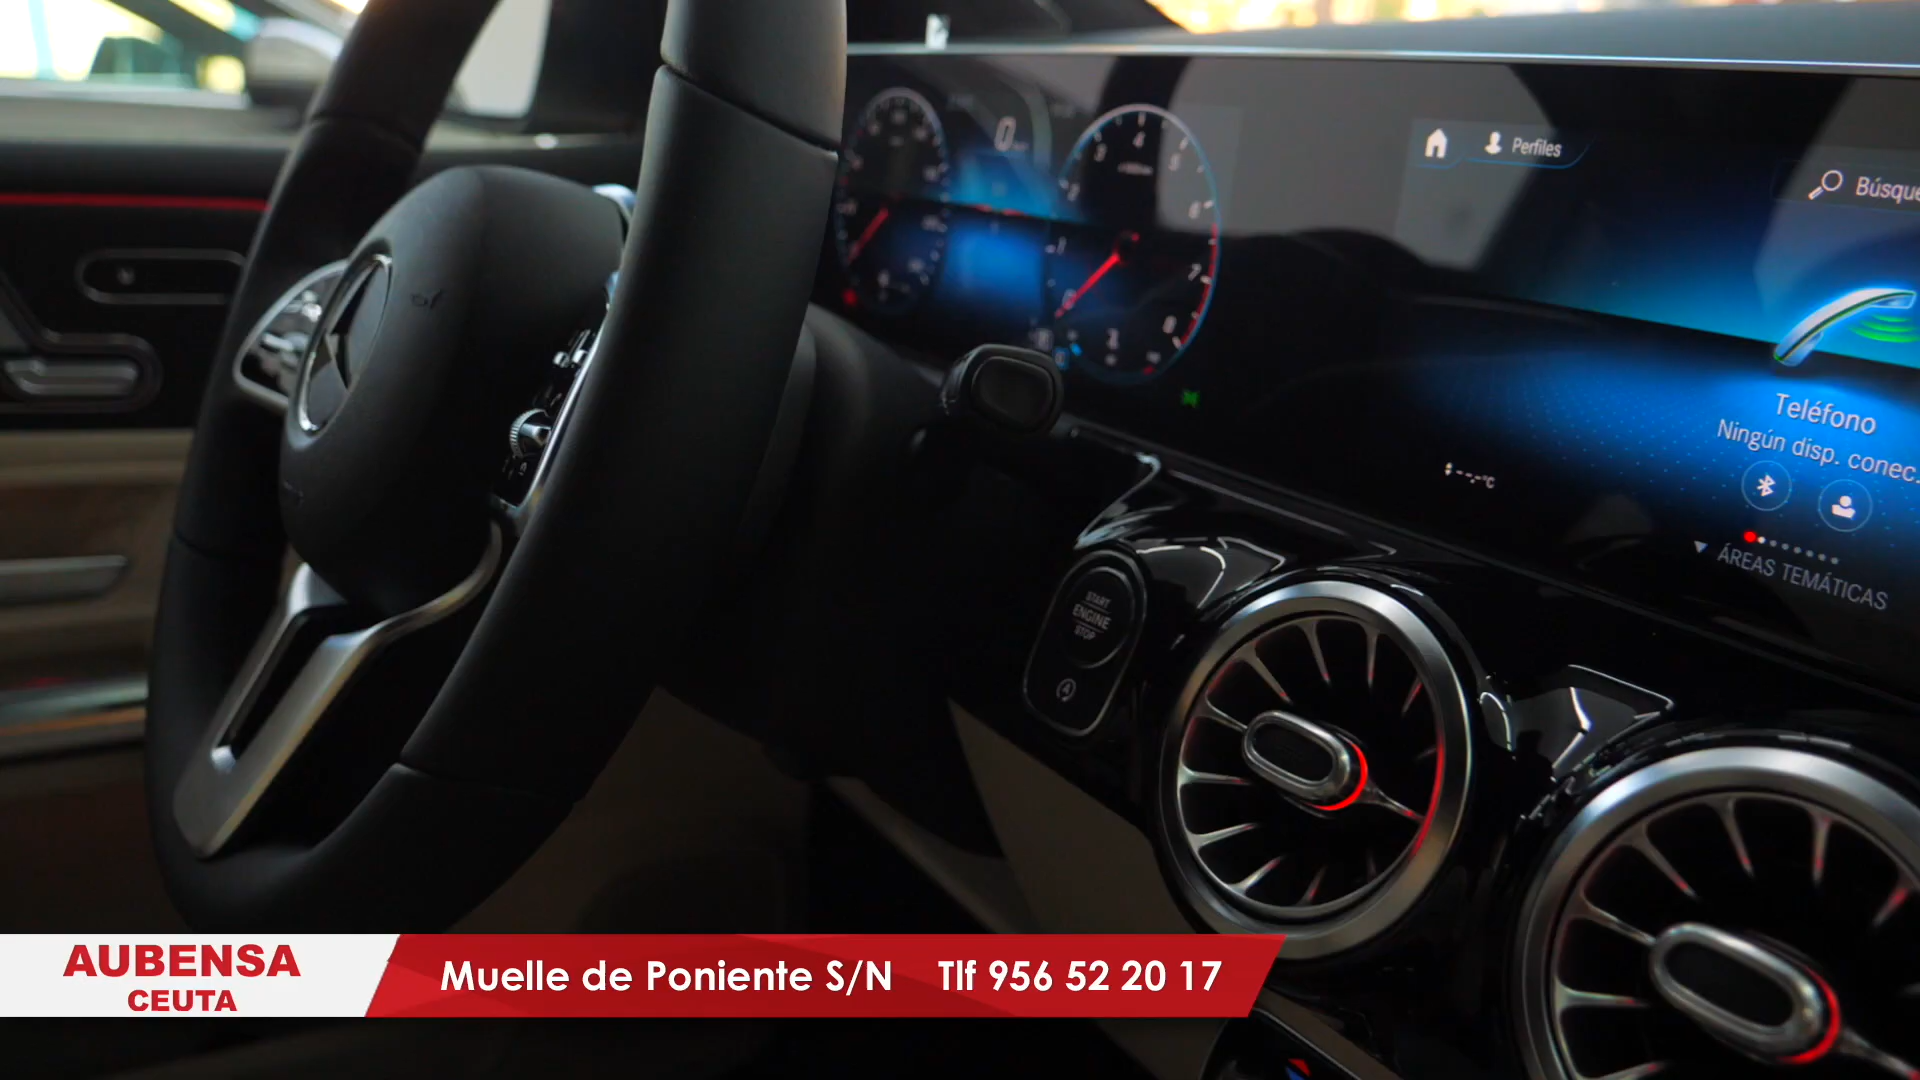 Perfiles
Búsque
Teléfono
Ningún disp. conec.
ÁREAS TEMÁTICAS
START
ENGINE
STOP
AUBENSA
CEUTA
Muelle de Poniente S/N Tlf 956 52 20 17